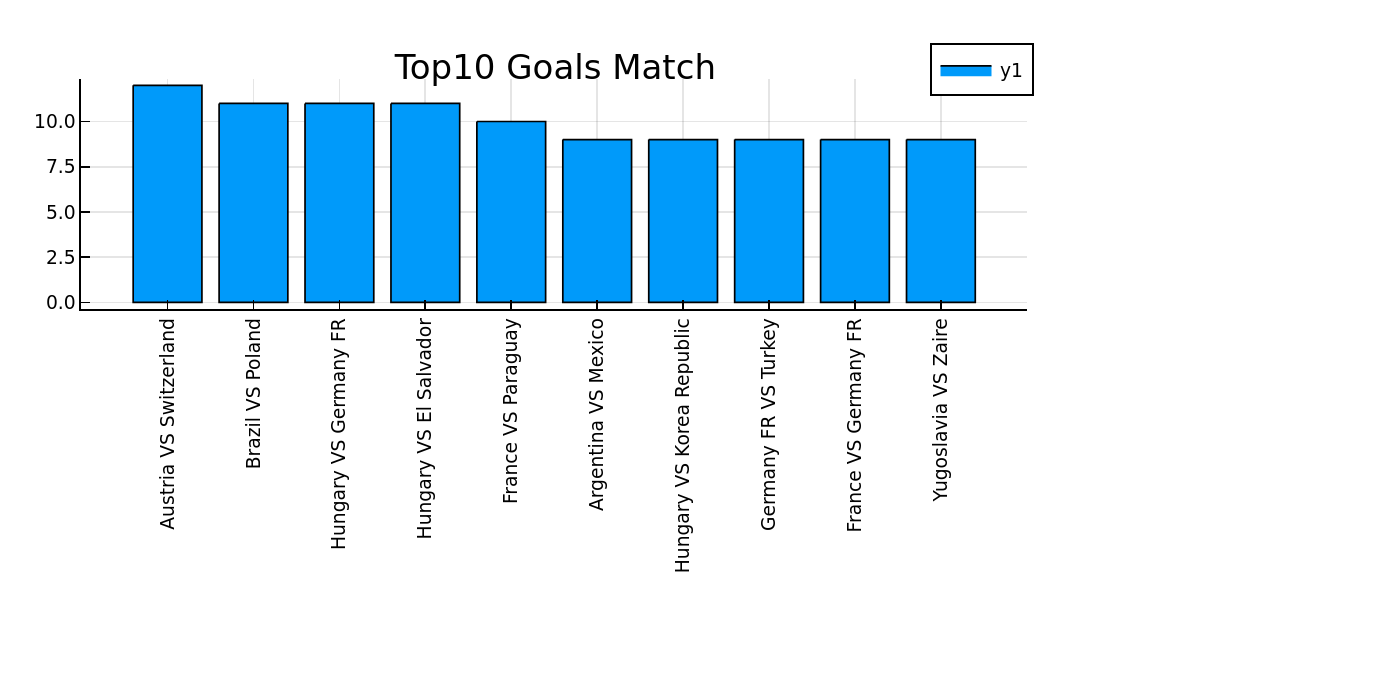 Top10 Goals Match
y1
10.0
7.5
5.0
2.5
0.0
Austria VS Switzerland
Brazil VS Poland
Hungary VS Germany FR
Hungary VS El Salvador
France VS Paraguay
Argentina VS Mexico
Hungary VS Korea Republic
Germany FR VS Turkey
France VS Germany FR
Yugoslavia VS Zaire